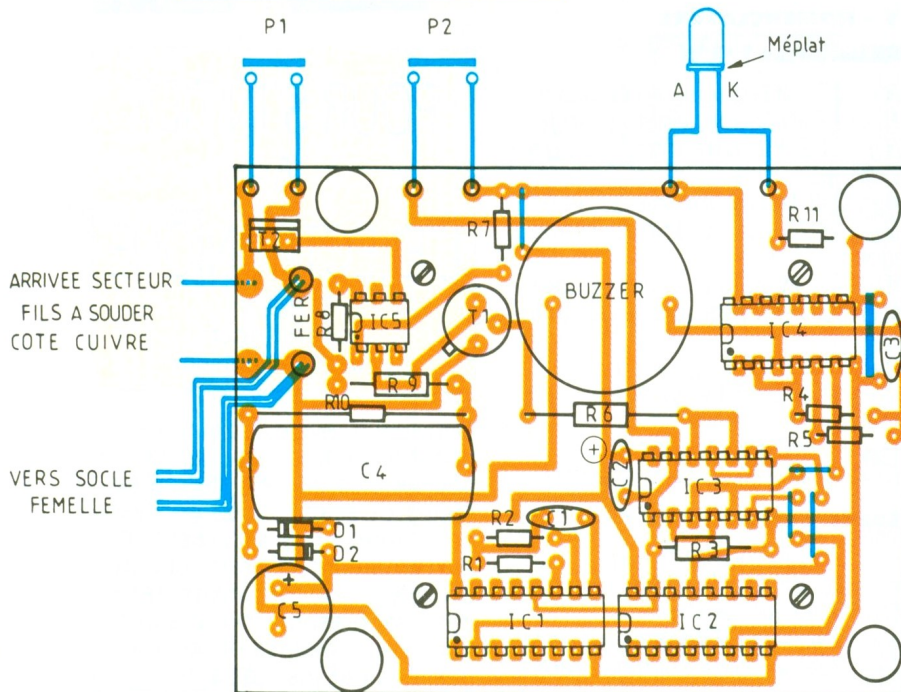 P1
P2
Méplat
A
K
R7
R11
T2
ARRIVEE SECTEUR
FILS A SOUDER
COTE CUIVRE
FER
R8
IC5
T1
BUZZER
IC4
C3
R9
R10
R4
R6
R5
C4
+
C2
IC3
VERS SOCLE
FEMELLE
D1
R2
C1
D2
R1
R3
+
C5
IC1
IC2